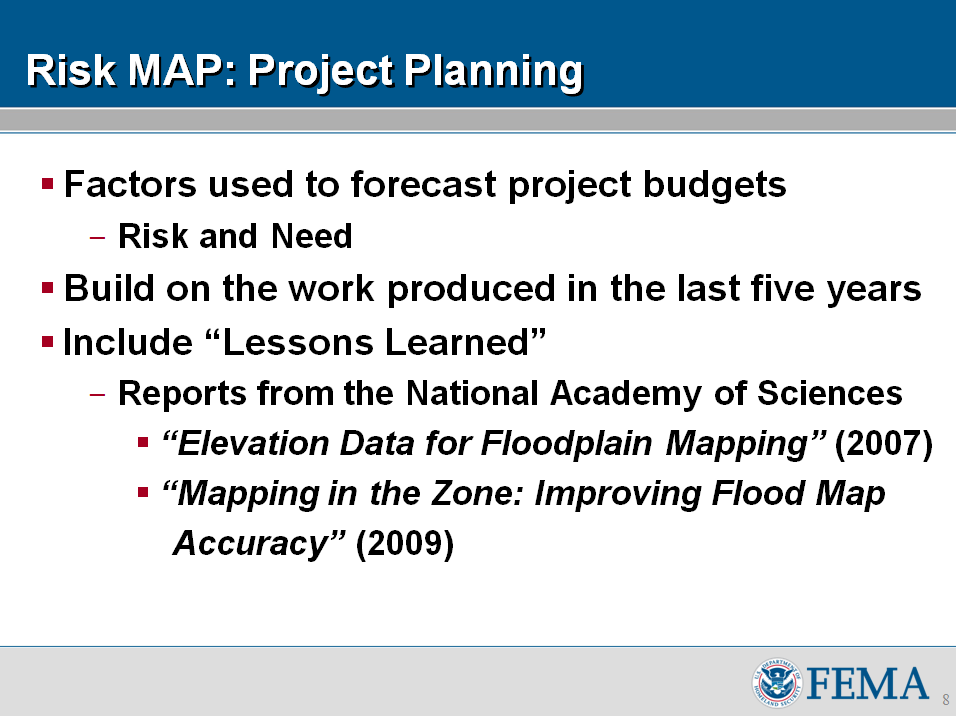 Risk MAP: Project Planning
Factors used to forecast project budgets
– Risk and Need
Build on the work produced in the last five years
Include “Lessons Learned”
– Reports from the National Academy of Sciences
“Elevation Data for Floodplain Mapping” (2007)
“Mapping in the Zone: Improving Flood Map
Accuracy” (2009)
U.S. DEPARTMENT OF HOMELAND SECURITY
FEMA
8